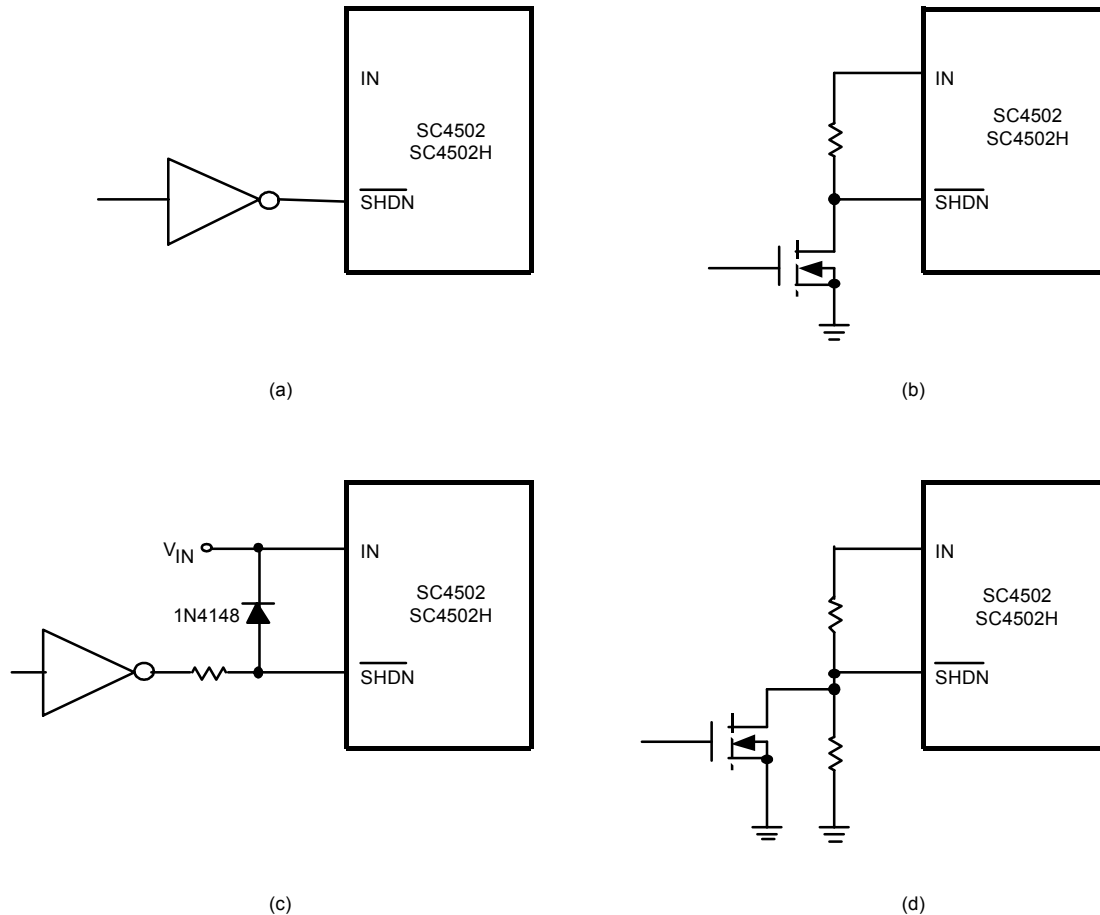 IN
SC4502
SC4502H
SHDN
(a)
IN
SC4502
SC4502H
SHDN
(b)
VIN
IN
1N4148
SC4502
SC4502H
SHDN
(c)
IN
SC4502
SC4502H
SHDN
(d)